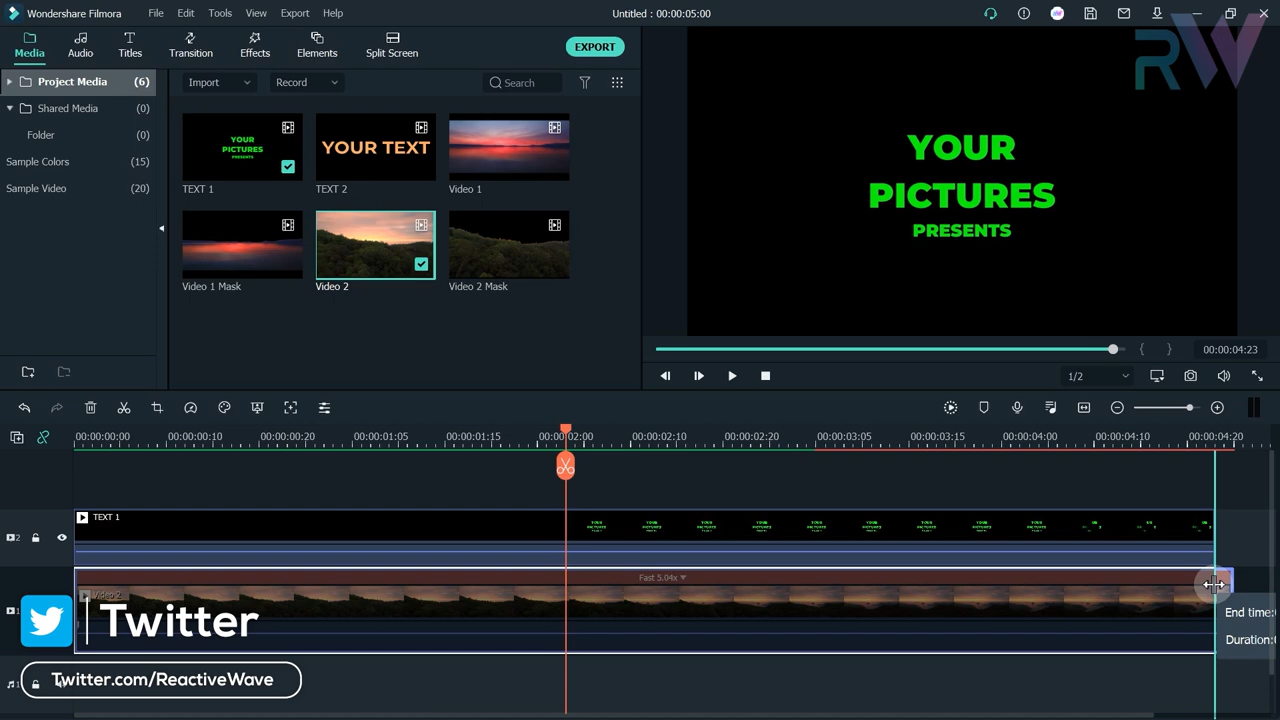 Wondershare Filmora
File
Edit
Tools
View
Export
Help
Untitled : 00:00:05:00
RW
Media
Audio
Titles
Transition
Effects
Elements
Split Screen
EXPORT
Project Media
(6)
Shared Media
(0)
Folder
(0)
Sample Colors
(15)
Sample Video
(20)
Import
Record
Search
YOUR
PICTURES
PRESENTS
TEXT 1
YOUR TEXT
TEXT 2
Video 1
Video 1 Mask
Video 2
Video 2 Mask
YOUR
PICTURES
PRESENTS
00:00:04:23
1/2
00:00:00:00
00:00:00:10
00:00:00:20
00:00:01:05
00:00:01:15
00:00:02:00
00:00:02:10
00:00:02:20
00:00:03:05
00:00:03:15
00:00:04:00
00:00:04:10
00:00:04:20
2
TEXT 1
1
Fast 5.04x
Video 2
End time:
Duration:
Twitter
Twitter.com/ReactiveWave
1